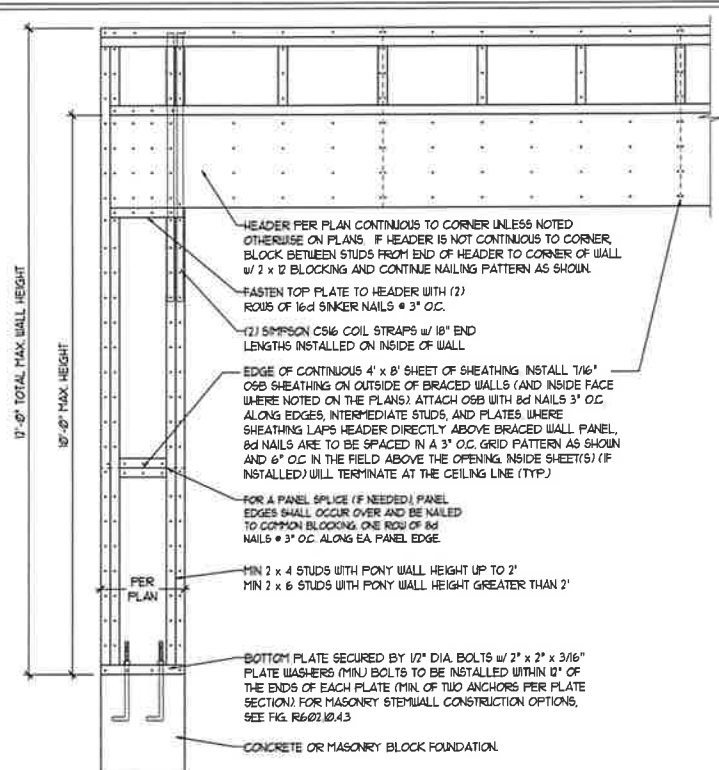 12'-0" TOTAL MAX. WALL HEIGHT
10'-0" MAX. HEIGHT
HEADER PER PLAN CONTINUOUS TO CORNER UNLESS NOTED
OTHERWISE ON PLANS. IF HEADER IS NOT CONTINUOUS TO CORNER,
BLOCK BETWEEN STUDS FROM END OF HEADER TO CORNER OF WALL
w/ 2 x 12 BLOCKING AND CONTINUE NAILING PATTERN AS SHOWN.
FASTEN TOP PLATE TO HEADER WITH (2)
ROWS OF 16d SINKER NAILS @ 3" O.C.
(2) SIMPSON CS16 COIL STRAPS w/ 18" END
LENGTHS INSTALLED ON INSIDE OF WALL
EDGE OF CONTINUOUS 4' x 8' SHEET OF SHEATHING. INSTALL 7/16"
OSB SHEATHING ON OUTSIDE OF BRACED WALLS (AND INSIDE FACE
WHERE NOTED ON THE PLANS). ATTACH OSB WITH 8d NAILS 3" O.C.
ALONG EDGES, INTERMEDIATE STUDS, AND PLATES. WHERE
SHEATHING LAPS HEADER DIRECTLY ABOVE BRACED WALL PANEL,
8d NAILS ARE TO BE SPACED IN A 3" O.C. GRID PATTERN AS SHOWN
AND 6" O.C. IN THE FIELD ABOVE THE OPENING. INSIDE SHEET(S) (IF
INSTALLED) WILL TERMINATE AT THE CEILING LINE (TYP.)
FOR A PANEL SPLICE (IF NEEDED), PANEL
EDGES SHALL OCCUR OVER AND BE NAILED
TO COMMON BLOCKING. ONE ROW OF 8d
NAILS @ 3" O.C. ALONG EA. PANEL EDGE.
PER
PLAN
MIN 2 x 4 STUDS WITH PONY WALL HEIGHT UP TO 2'
MIN 2 x 6 STUDS WITH PONY WALL HEIGHT GREATER THAN 2'
BOTTOM PLATE SECURED BY 1/2" DIA. BOLTS w/ 2" x 2" x 3/16"
PLATE WASHERS (MIN.) BOLTS TO BE INSTALLED WITHIN 12" OF
THE ENDS OF EACH PLATE (MIN. OF TWO ANCHORS PER PLATE
SECTION). FOR MASONRY STEMWALL CONSTRUCTION OPTIONS,
SEE FIG. R602.10.4.3
CONCRETE OR MASONRY BLOCK FOUNDATION.